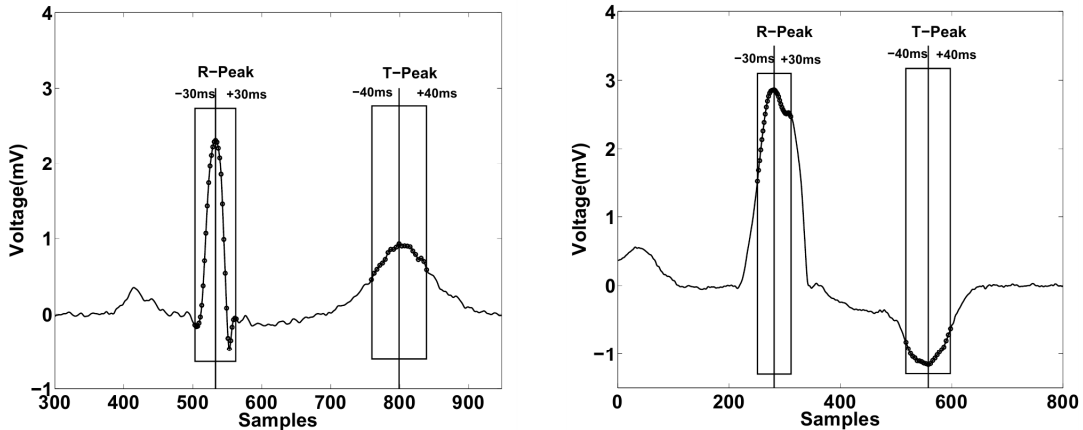 4
3
2
1
0
−1
300 400 500 600 700 800 900
Voltage(mV)
Samples
R−Peak
−30ms +30ms
T−Peak
−40ms +40ms
4
3
2
1
0
−1
0 200 400 600 800
Voltage(mV)
Samples
R−Peak
−30ms +30ms
T−Peak
−40ms +40ms